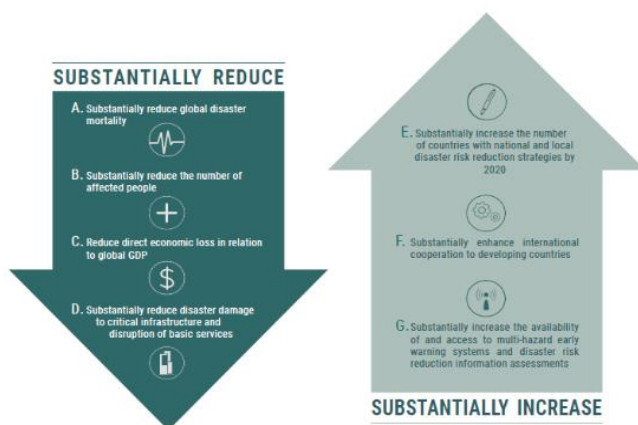 SUBSTANTIALLY REDUCE
A. Substantially reduce global disaster
mortality
B. Substantially reduce the number of
affected people
C. Reduce direct economic loss in relation
to global GDP
$
D. Substantially reduce disaster damage
to critical infrastructure and
disruption of basic services
E. Substantially increase the number
of countries with national and local
disaster risk reduction strategies by
2020
F. Substantially enhance international
cooperation to developing countries
G. Substantially increase the availability
of and access to multi-hazard early
warning systems and disaster risk
reduction information assessments
SUBSTANTIALLY INCREASE